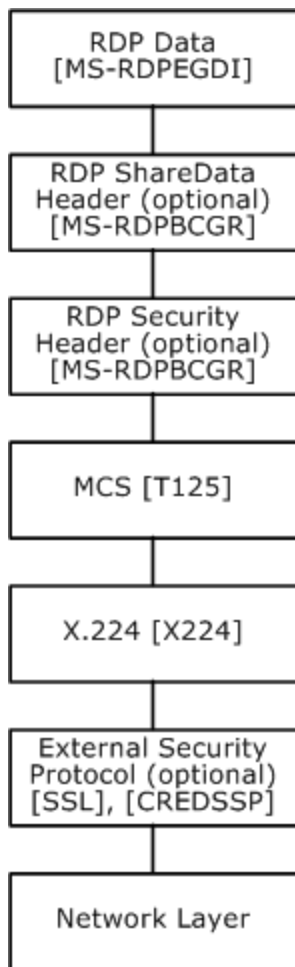 RDP Data
[MS-RDPEGDI]
RDP ShareData
Header (optional)
[MS-RDPBCGR]
RDP Security
Header (optional)
[MS-RDPBCGR]
MCS [T125]
X.224 [X224]
External Security
Protocol (optional)
[SSL], [CREDSSP]
Network Layer